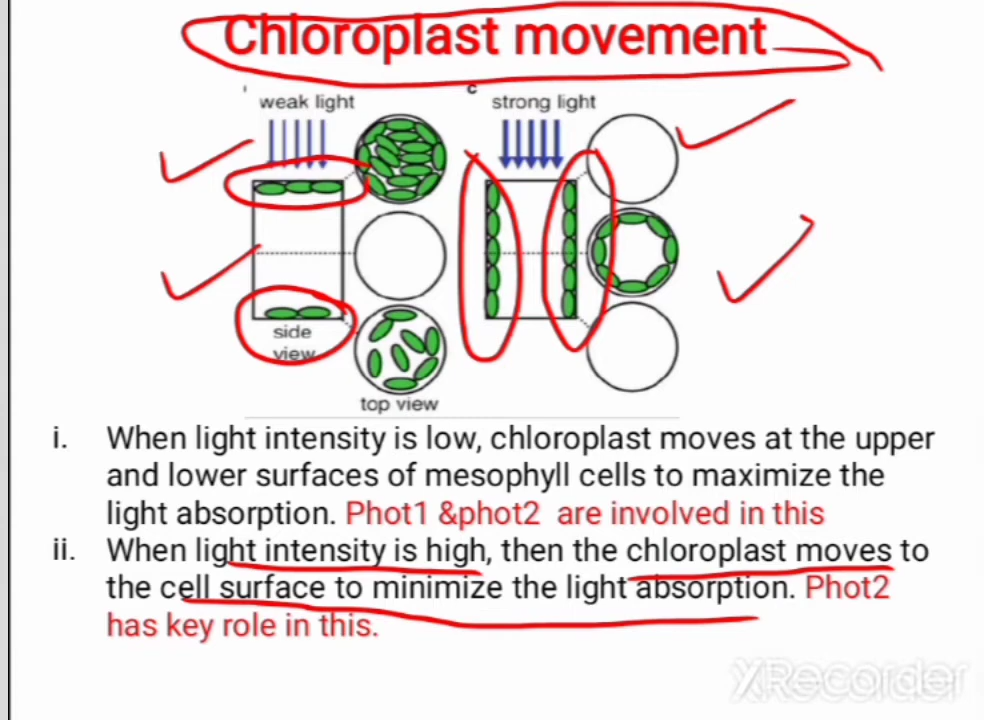 Chloroplast movement
weak light
c
strong light
side
view
top view
i. When light intensity is low, chloroplast moves at the upper
and lower surfaces of mesophyll cells to maximize the
light absorption. Phot1 &phot2 are involved in this
ii. When light intensity is high, then the chloroplast moves to
the cell surface to minimize the light absorption. Phot2
has key role in this.
XRecorder